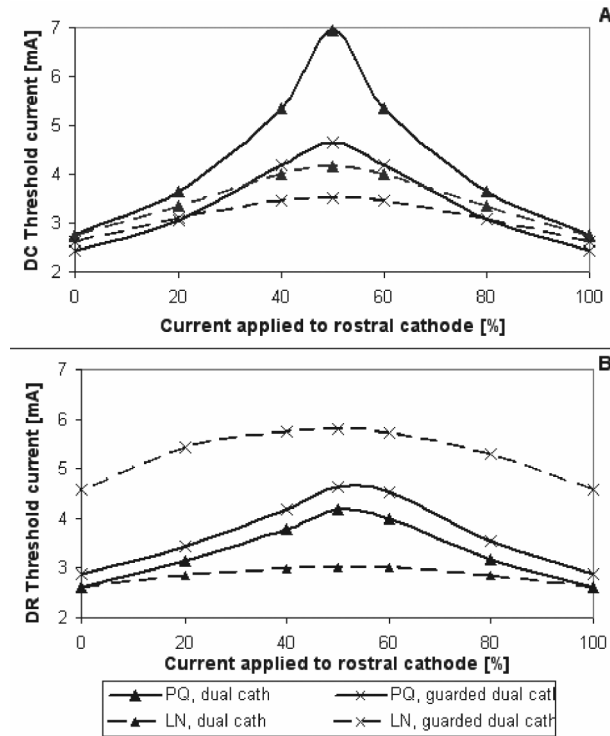 A
7
6
5
4
3
2
DC Threshold current [mA]
0 20 40 60 80 100
Current applied to rostral cathode [%]
B
7
6
5
4
3
2
DR Threshold current [mA]
0 20 40 60 80 100
Current applied to rostral cathode [%]
PQ, dual cath PQ, guarded dual cath
LN, dual cath LN, guarded dual cath